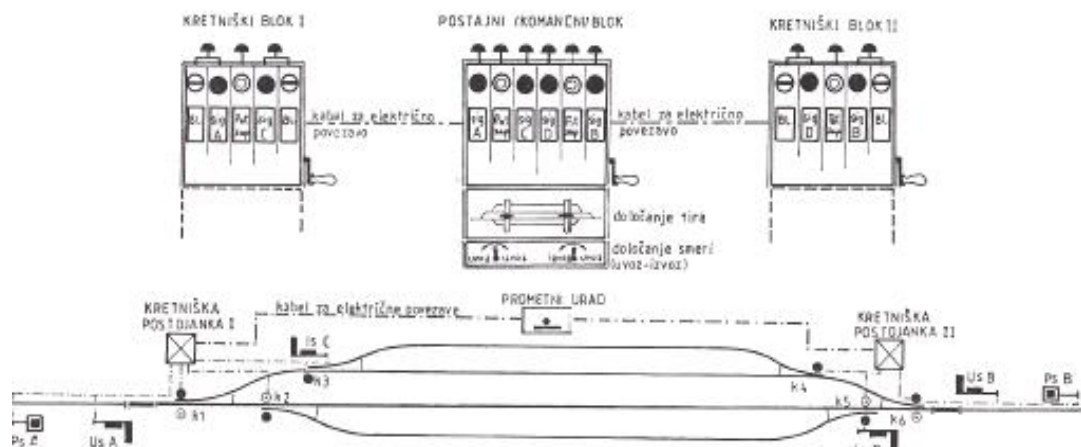 KRETNIŠKI BLOK I
POSTAJNI (KOMANDNI) BLOK
KRETNIŠKI BLOK II
Bl.
Sig A
Sig C
Bl.
kabel za električno
povezavo
Sig A
Sig C
Sig D
Sig B
kabel za električno
povezavo
Bl.
Sig D
Sig B
Bl.
določanje tira
določanje smeri
(uvoz-izvoz)
KRETNIŠKA
POSTOJANKA I
kabel za električne povezave
PROMETNI URAD
KRETNIŠKA
POSTOJANKA II
Is C
k3
k4
k2
k5
k1
k6
Us A
Us B
Ps B